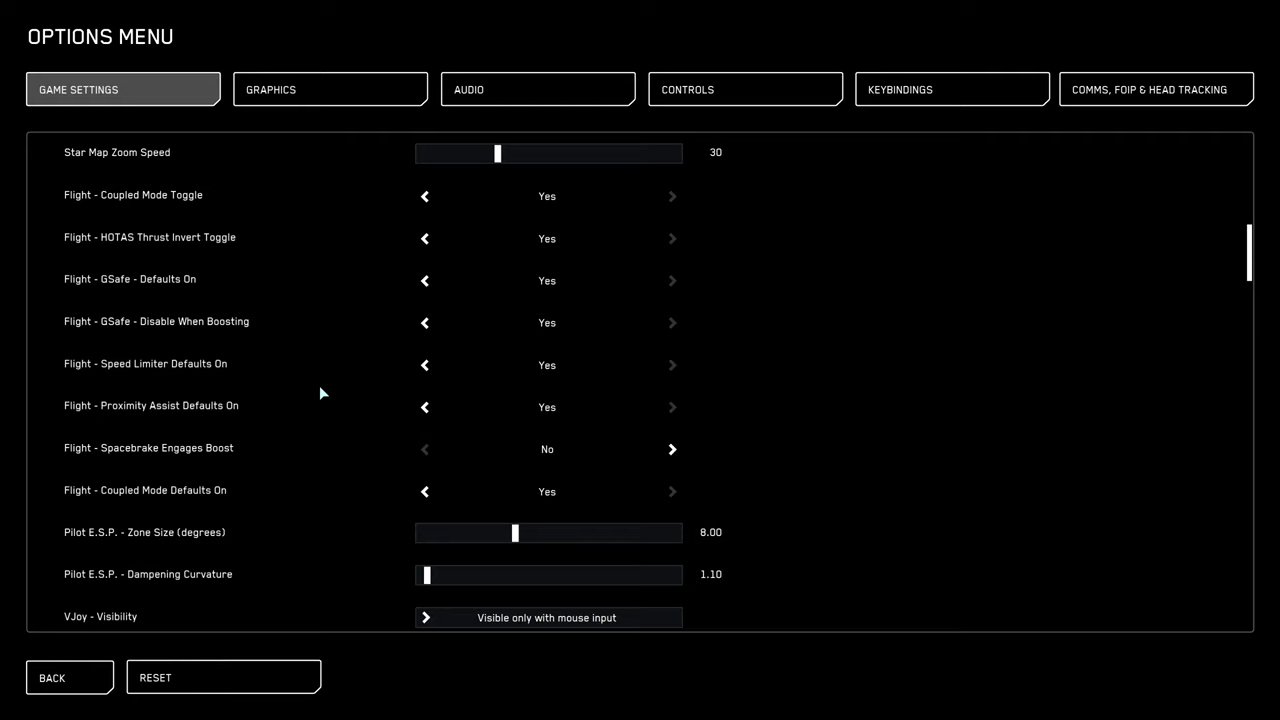 OPTIONS MENU
GAME SETTINGS
GRAPHICS
AUDIO
CONTROLS
KEYBINDINGS
COMMS, FOIP & HEAD TRACKING
Star Map Zoom Speed 30
Flight - Coupled Mode Toggle Yes
Flight - HOTAS Thrust Invert Toggle Yes
Flight - GSafe - Defaults On Yes
Flight - GSafe - Disable When Boosting Yes
Flight - Speed Limiter Defaults On Yes
Flight - Proximity Assist Defaults On Yes
Flight - Spacebrake Engages Boost No
Flight - Coupled Mode Defaults On Yes
Pilot E.S.P. - Zone Size (degrees) 8.00
Pilot E.S.P. - Dampening Curvature 1.10
VJoy - Visibility Visible only with mouse input
BACK
RESET